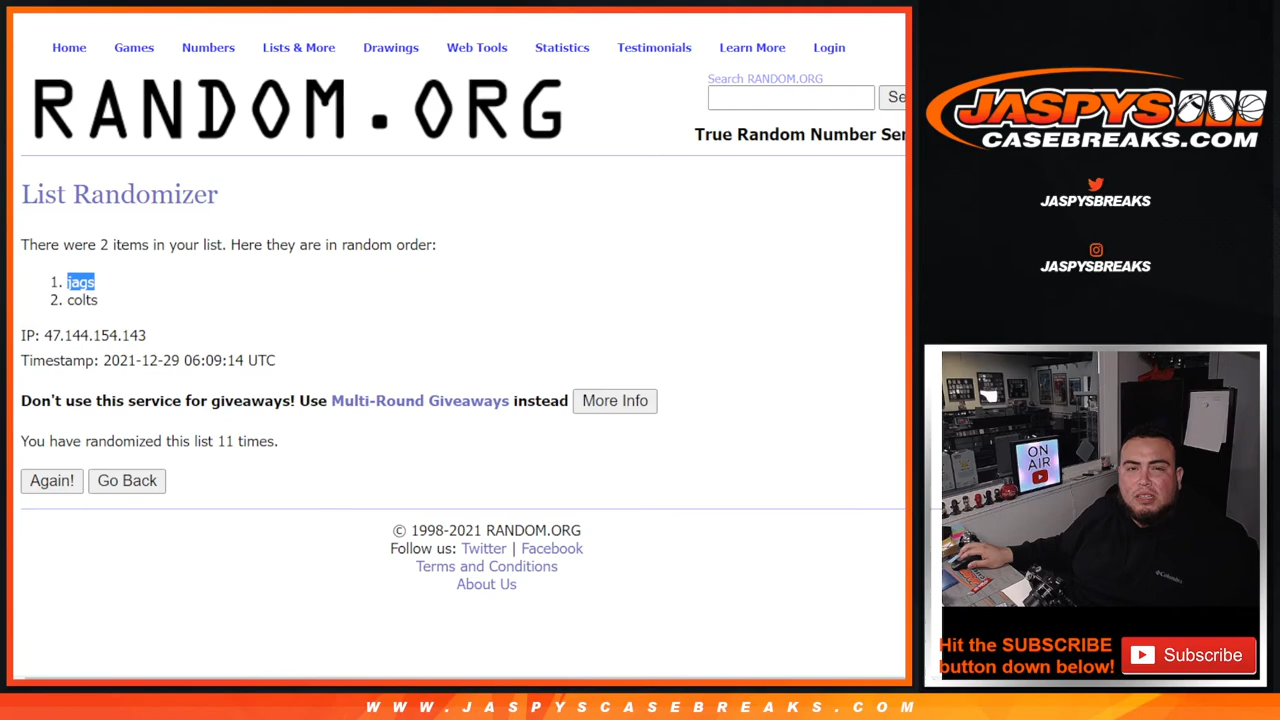 Home Games Numbers Lists & More Drawings Web Tools Statistics Testimonials Learn More Login
RANDOM.ORG
Search RANDOM.ORG
Se
True Random Number Ser
List Randomizer
There were 2 items in your list. Here they are in random order:
1. jags
2. colts
IP: 47.144.154.143
Timestamp: 2021-12-29 06:09:14 UTC
Don't use this service for giveaways! Use Multi-Round Giveaways instead More Info
You have randomized this list 11 times.
Again! Go Back
© 1998-2021 RANDOM.ORG
Follow us: Twitter | Facebook
Terms and Conditions
About Us
JASPYS
CASEBREAKS.COM
JASPYSBREAKS
JASPYSBREAKS
ON
AIR
Columbia
Hit the SUBSCRIBE
button down below!
Subscribe
WWW.JASPYSCASEBREAKS.COM